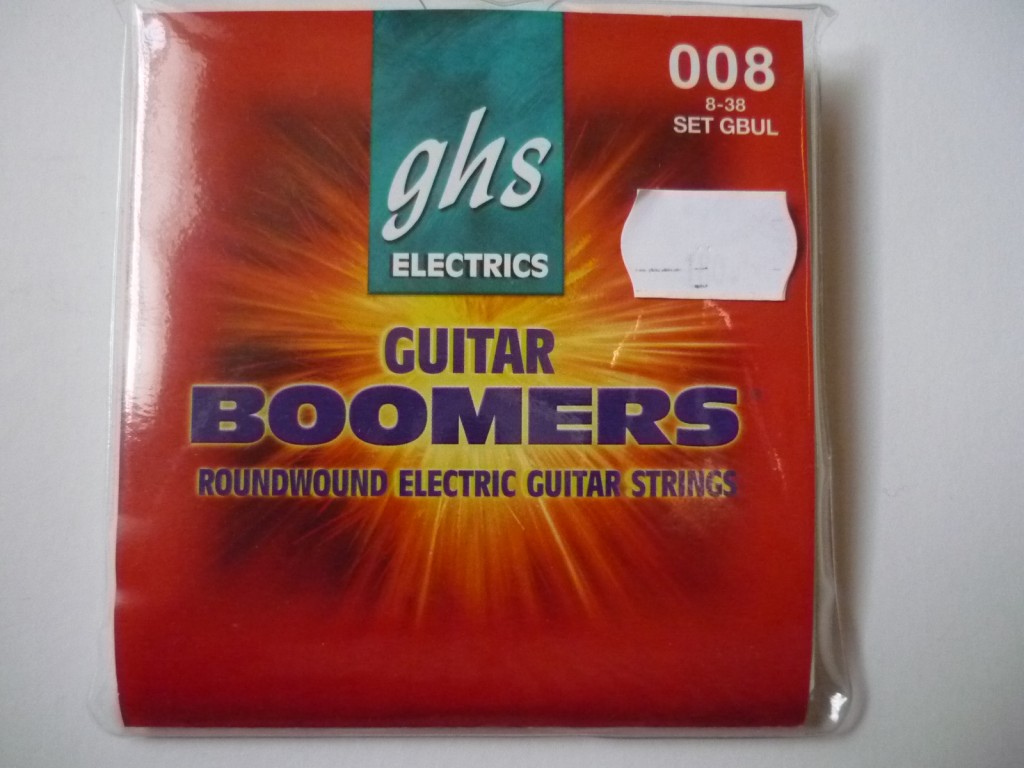 008
8-38
SET GBUL
ghs
ELECTRICS
GUITAR
BOOMERS
ROUNDWOUND ELECTRIC GUITAR STRINGS